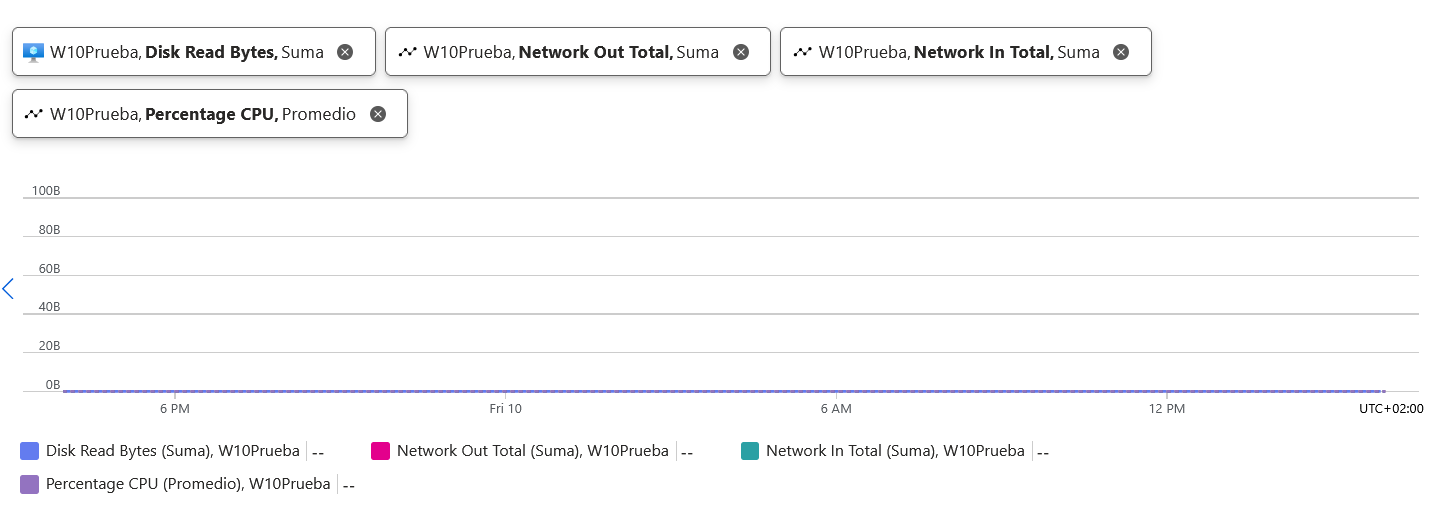 W10Prueba, Disk Read Bytes, Suma W10Prueba, Network Out Total, Suma W10Prueba, Network In Total, Suma
W10Prueba, Percentage CPU, Promedio
100B
80B
60B
40B
20B
0B
6 PM Fri 10 6 AM 12 PM UTC+02:00
Disk Read Bytes (Suma), W10Prueba -- Network Out Total (Suma), W10Prueba -- Network In Total (Suma), W10Prueba --
Percentage CPU (Promedio), W10Prueba --